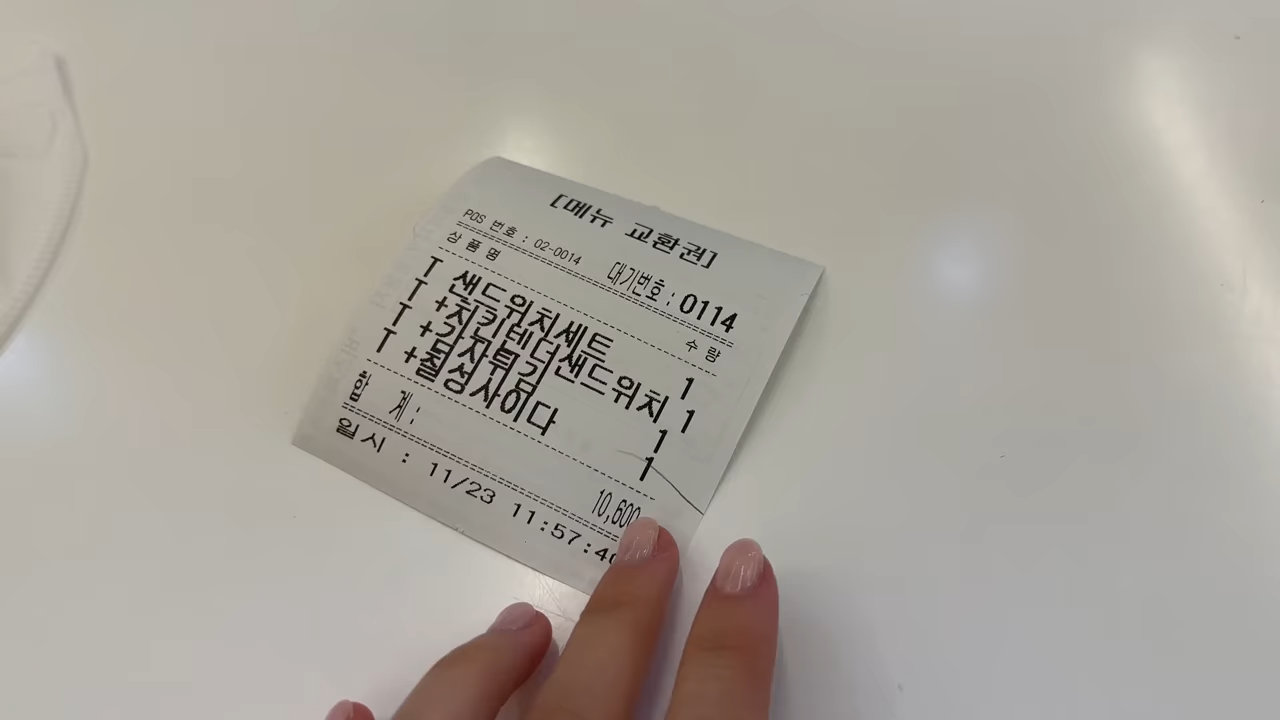 [메뉴 교환권]
POS 번호 : 02-0014 대기번호 : 0114
상품명 수량
T 샌드위치세트 1
T +치킨텐더샌드위치 1
T +감자튀김 1
T +칠성사이다 1
합 계 : 10,600
일시 : 11/23 11:57:46